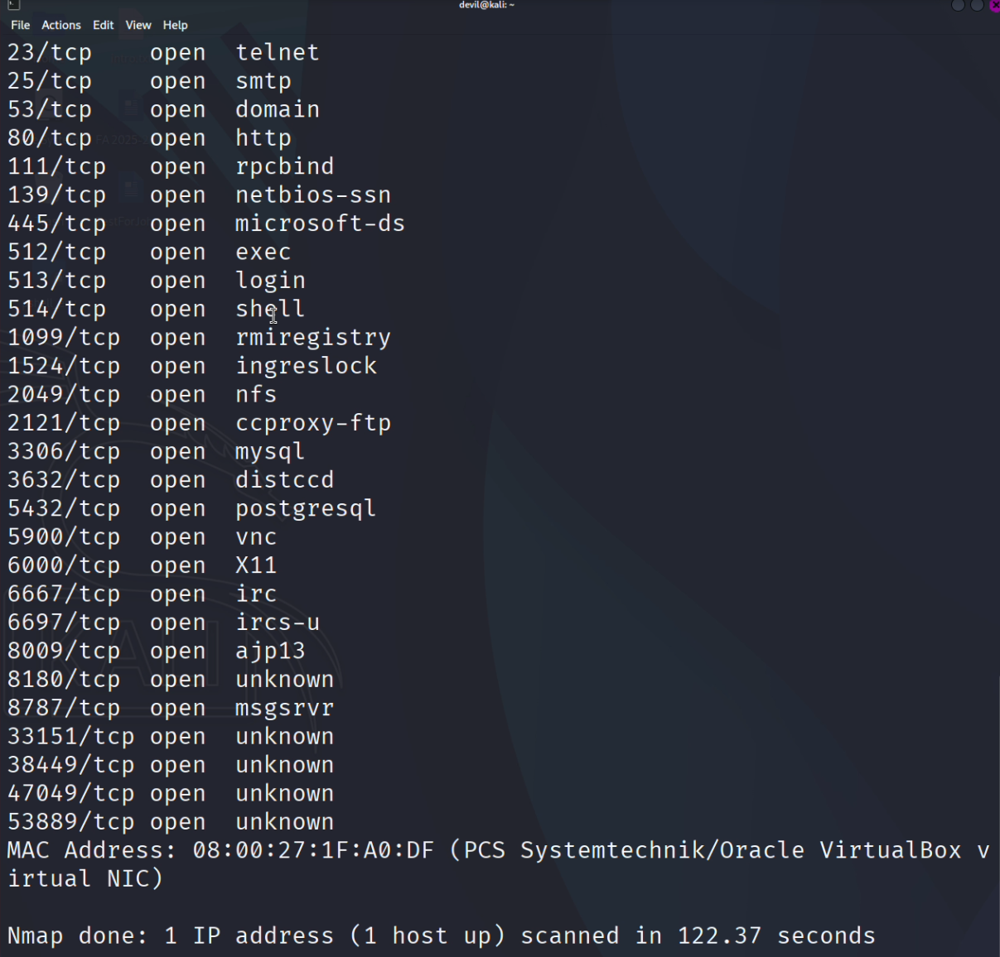 devil@kali: ~
File Actions Edit View Help
23/tcp open telnet
25/tcp open smtp
53/tcp open domain
80/tcp open http
111/tcp open rpcbind
139/tcp open netbios-ssn
445/tcp open microsoft-ds
512/tcp open exec
513/tcp open login
514/tcp open shell
1099/tcp open rmiregistry
1524/tcp open ingreslock
2049/tcp open nfs
2121/tcp open ccproxy-ftp
3306/tcp open mysql
3632/tcp open distccd
5432/tcp open postgresql
5900/tcp open vnc
6000/tcp open X11
6667/tcp open irc
6697/tcp open ircs-u
8009/tcp open ajp13
8180/tcp open unknown
8787/tcp open msgsrvr
33151/tcp open unknown
38449/tcp open unknown
47049/tcp open unknown
53889/tcp open unknown
MAC Address: 08:00:27:1F:A0:DF (PCS Systemtechnik/Oracle VirtualBox v
irtual NIC)
Nmap done: 1 IP address (1 host up) scanned in 122.37 seconds
KALI